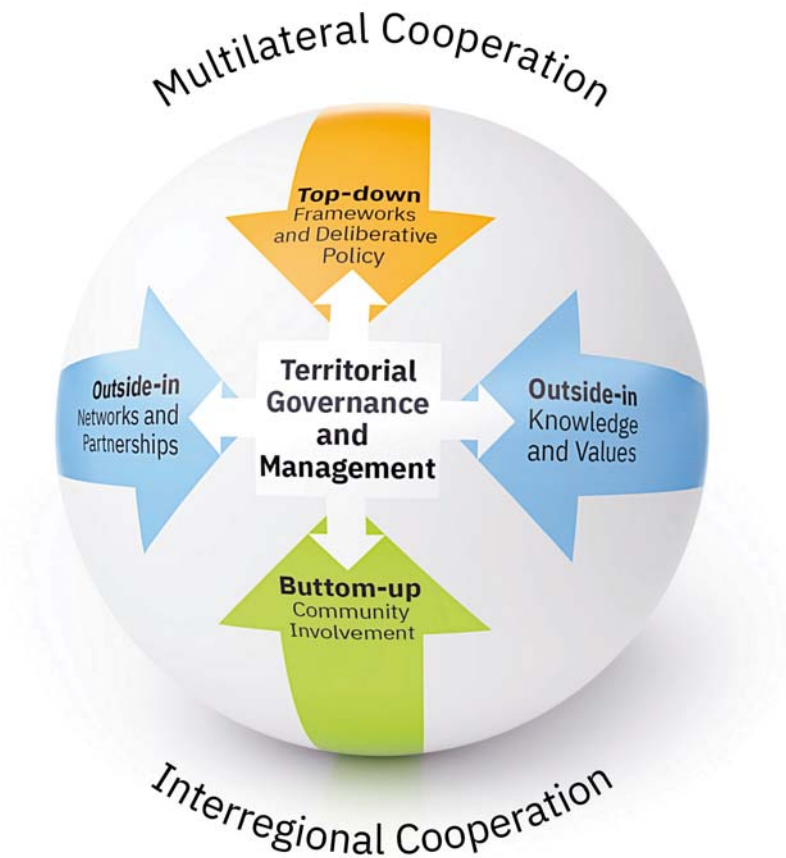 Multilateral Cooperation
Top-down
Frameworks
and Deliberative
Policy
Outside-in
Networks and
Partnerships
Territorial
Governance
and
Management
Outside-in
Knowledge
and Values
Buttom-up
Community
Involvement
Interregional Cooperation